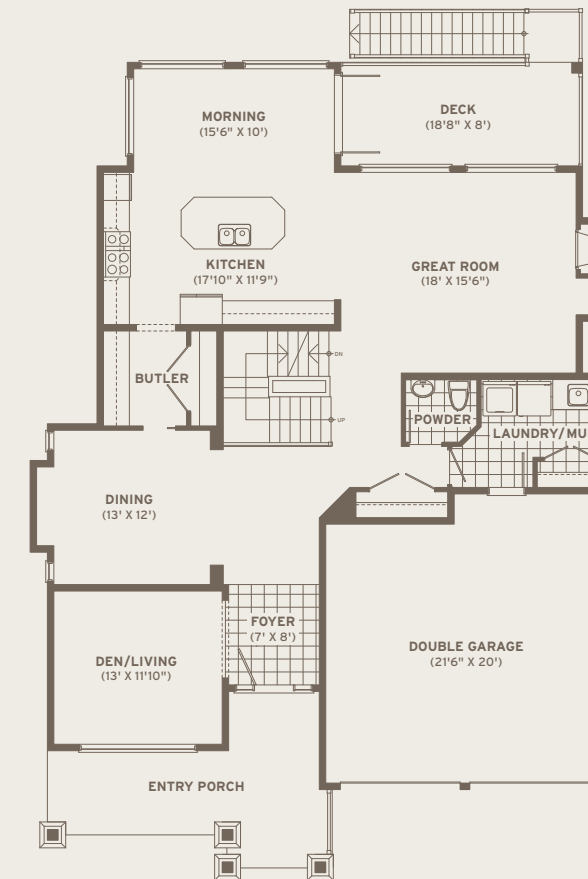 MORNING
(15'6" X 10')
DECK
(18'8" X 8')
KITCHEN
(17'10" X 11'9")
GREAT ROOM
(18' X 15'6")
DN
BUTLER
UP
POWDER
LAUNDRY/MU
DINING
(13' X 12')
FOYER
(7' X 8')
DEN/LIVING
(13' X 11'10")
DOUBLE GARAGE
(21'6" X 20')
ENTRY PORCH